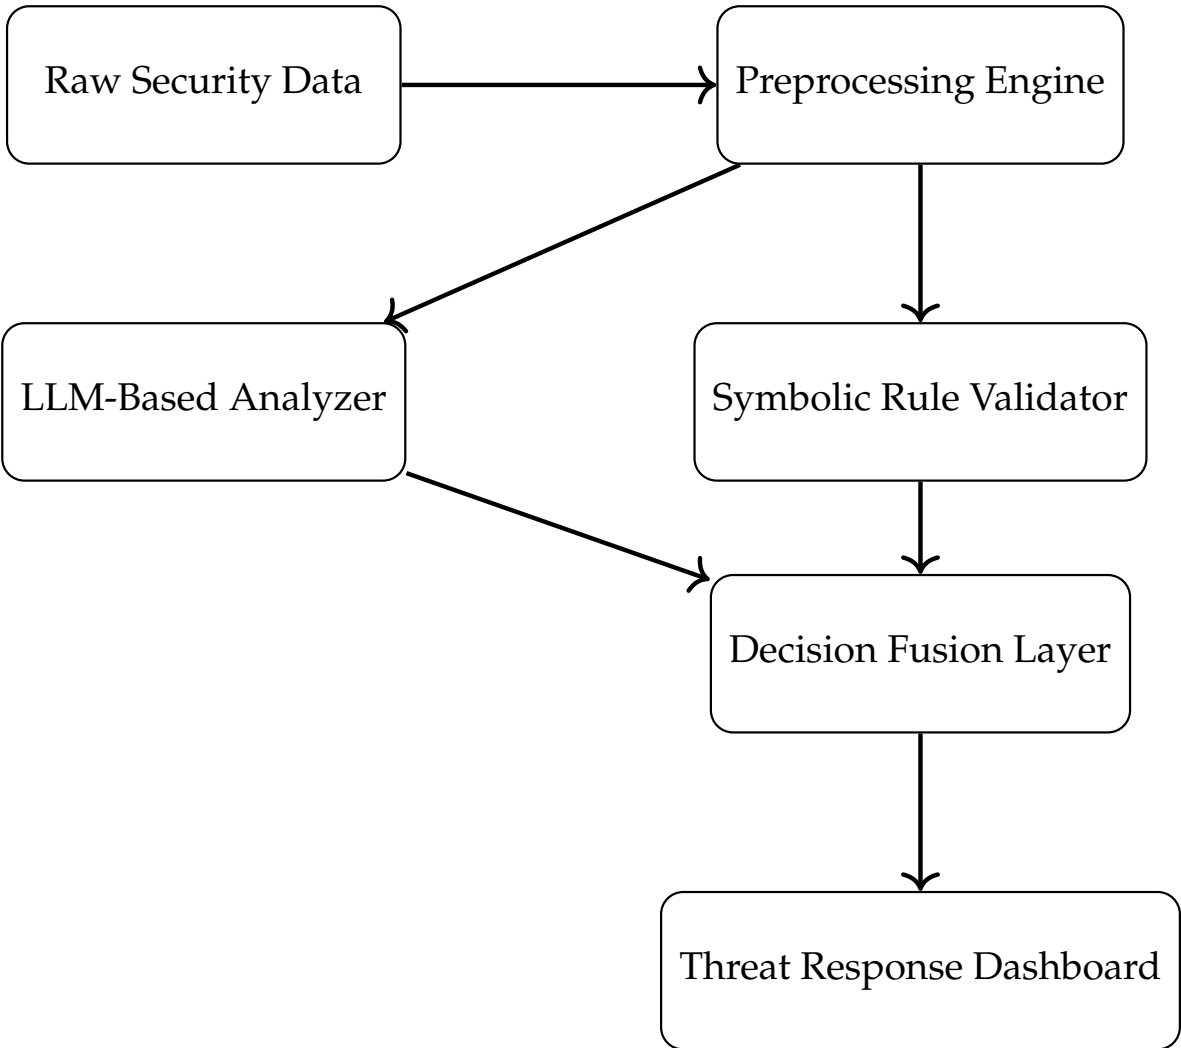 Raw Security Data
Preprocessing Engine
LLM-Based Analyzer
Symbolic Rule Validator
Decision Fusion Layer
Threat Response Dashboard